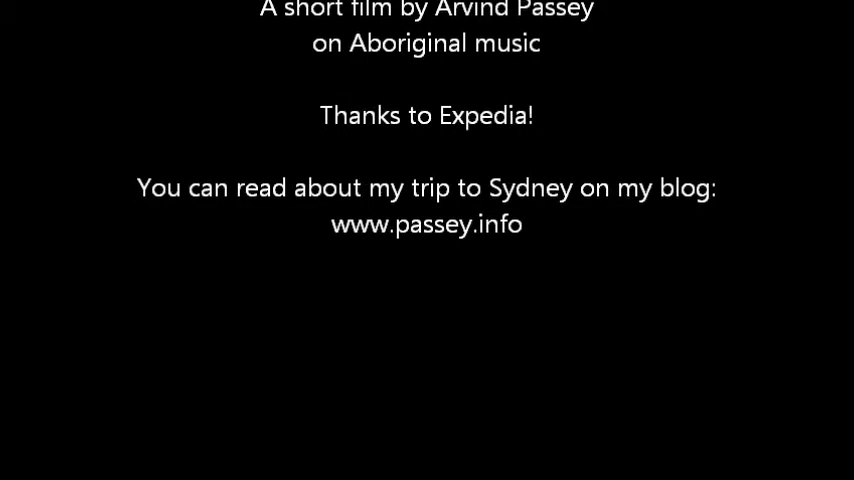 A short film by Arvind Passey
on Aboriginal music
Thanks to Expedia!
You can read about my trip to Sydney on my blog:
www.passey.info